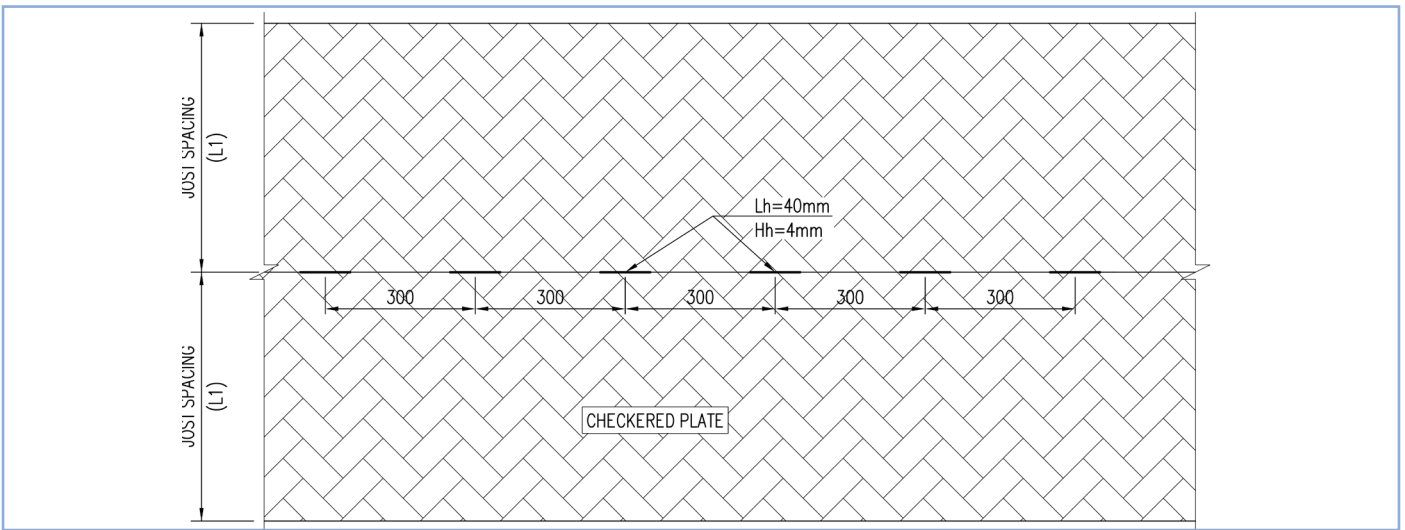 JOST SPACING
(L1)
Lh=40mm
Hh=4mm
300
300
300
300
300
JOST SPACING
(L1)
CHECKERED PLATE